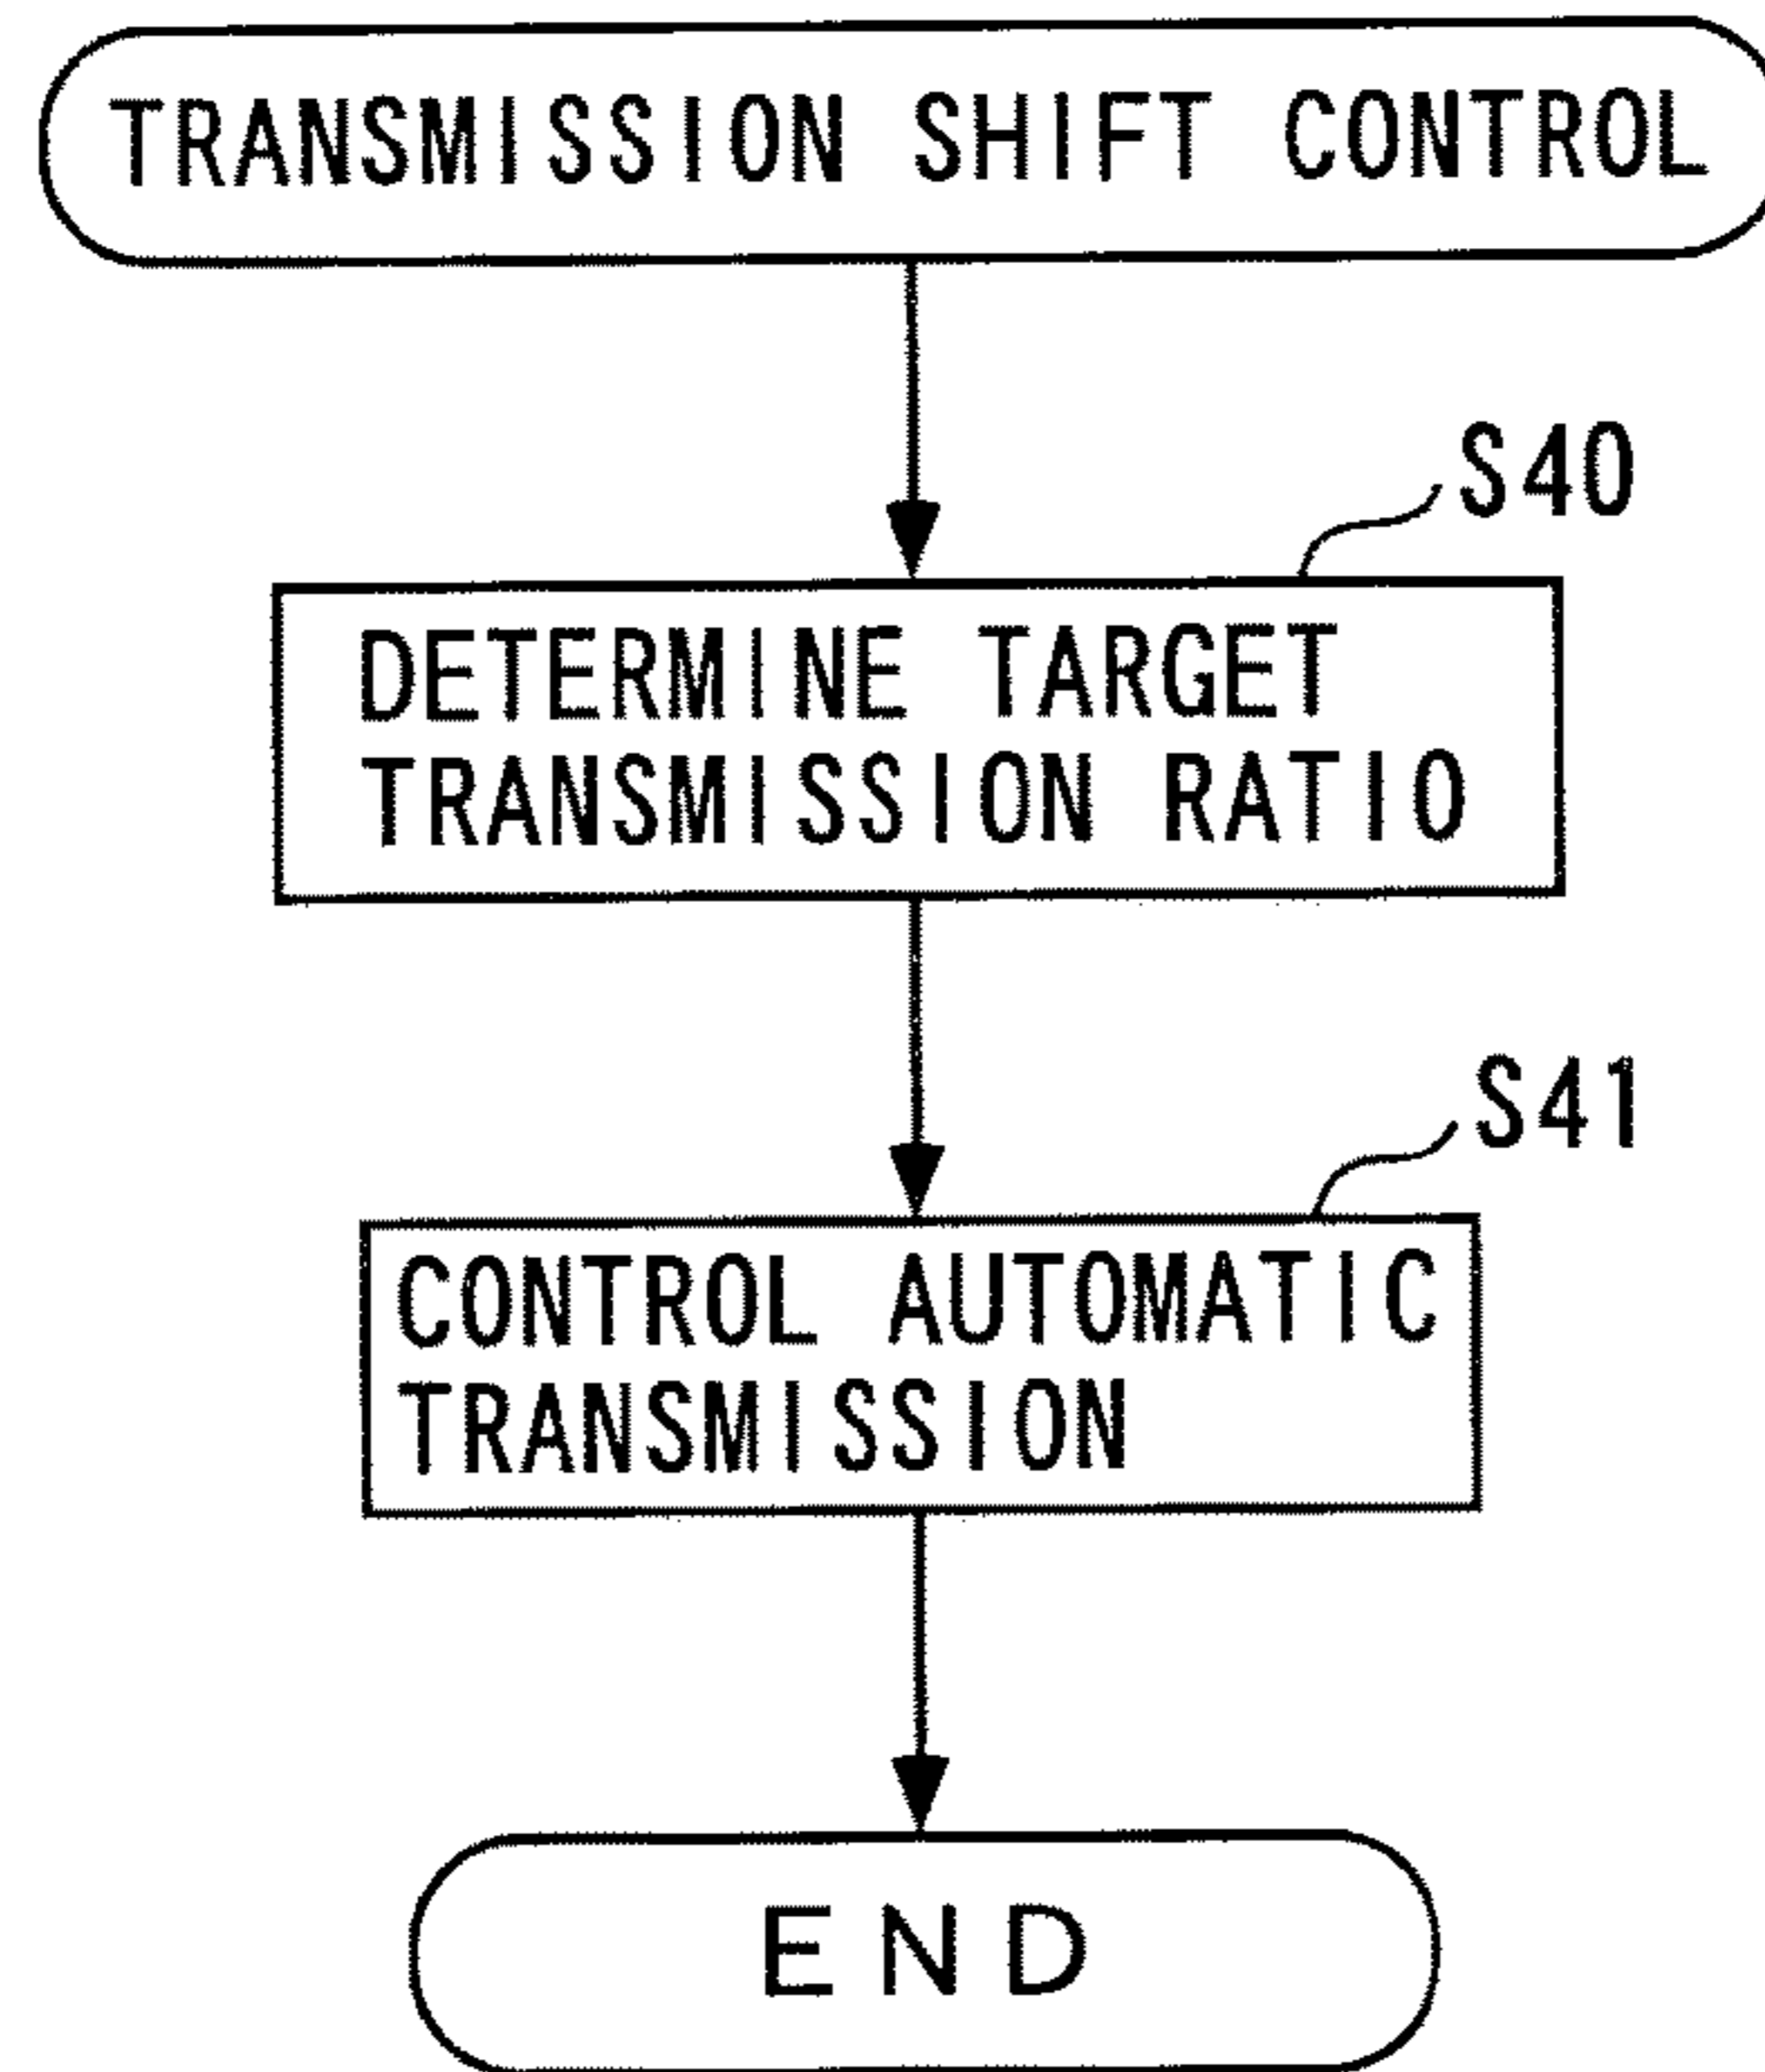 TRANSMISSION SHIFT CONTROL
S40
DETERMINE TARGET
TRANSMISSION RATIO
S41
CONTROL AUTOMATIC
TRANSMISSION
END